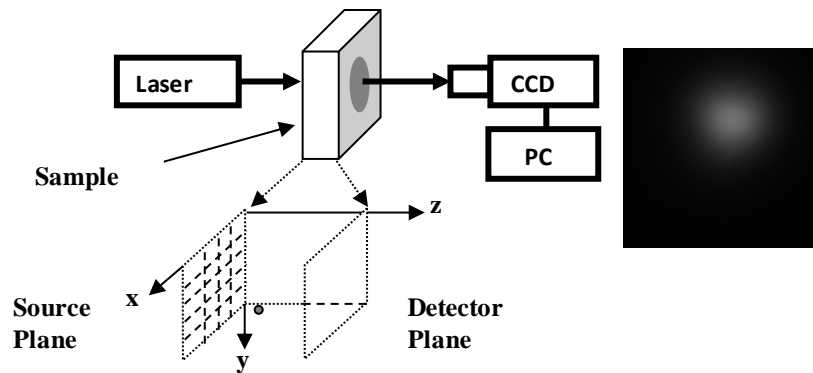 Laser
CCD
PC
Sample
z
x
Source
Plane
Detector
Plane
y